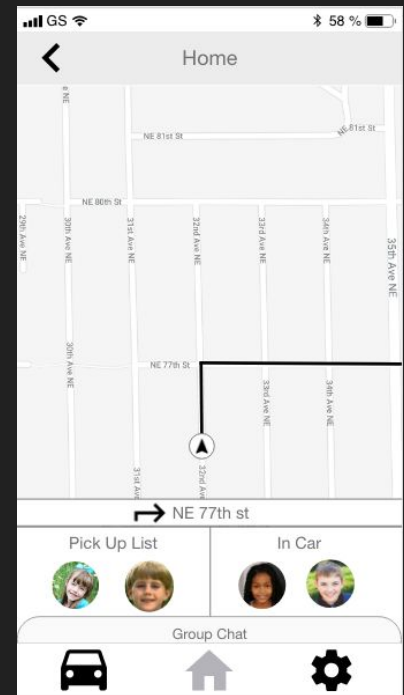 GS 58 %
Home
NE 81st St
NE 81st St
NE 80th St
29th Ave NE
30th Ave NE
31st Ave NE
32nd Ave NE
33rd Ave NE
34th Ave NE
35th Ave NE
30th Ave NE
NE 77th St
33rd Ave NE
34th Ave NE
31st Ave
32nd Ave
NE 77th st
Pick Up List In Car
Group Chat